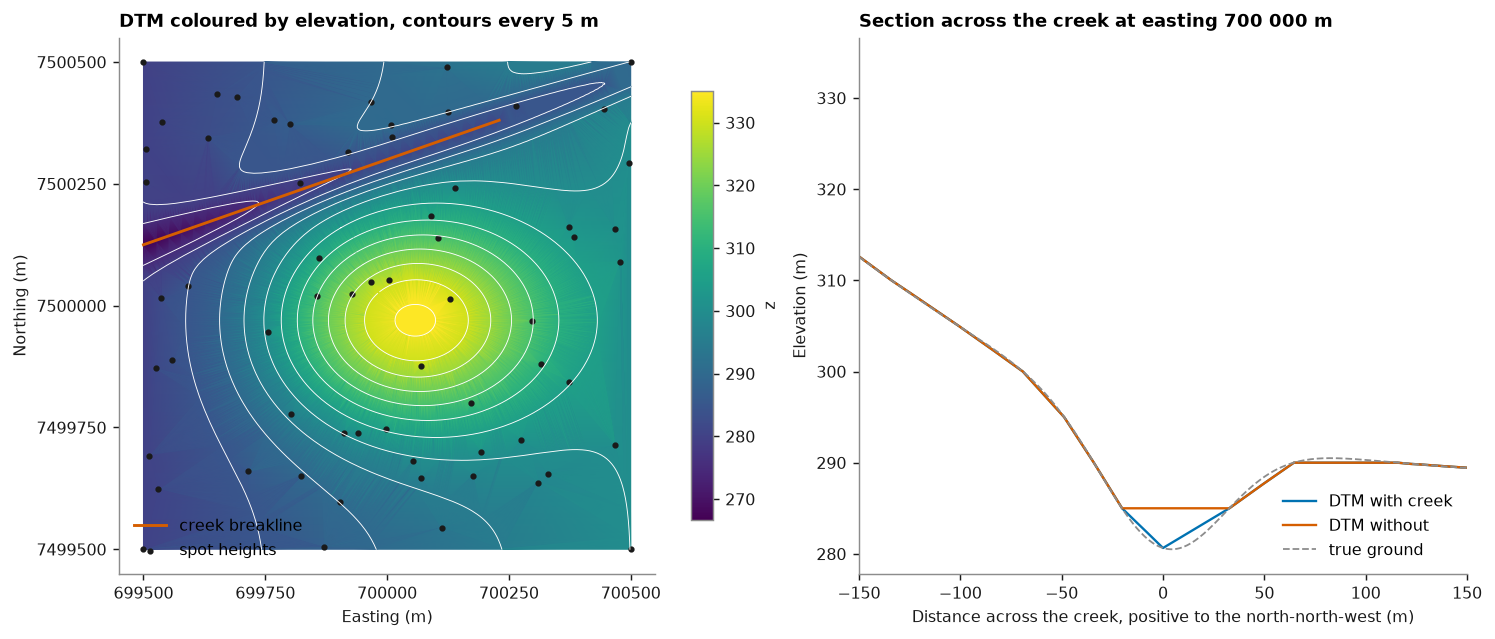 DTM coloured by elevation, contours every 5 m
Northing (m)
7500500
7500250
7500000
7499750
7499500
699500
699750
700000
700250
700500
Easting (m)
creek breakline
spot heights
330
320
310
300
290
280
270
z
Section across the creek at easting 700 000 m
Elevation (m)
330
320
310
300
290
280
−150
−100
−50
0
50
100
150
Distance across the creek, positive to the north-north-west (m)
DTM with creek
DTM without
true ground